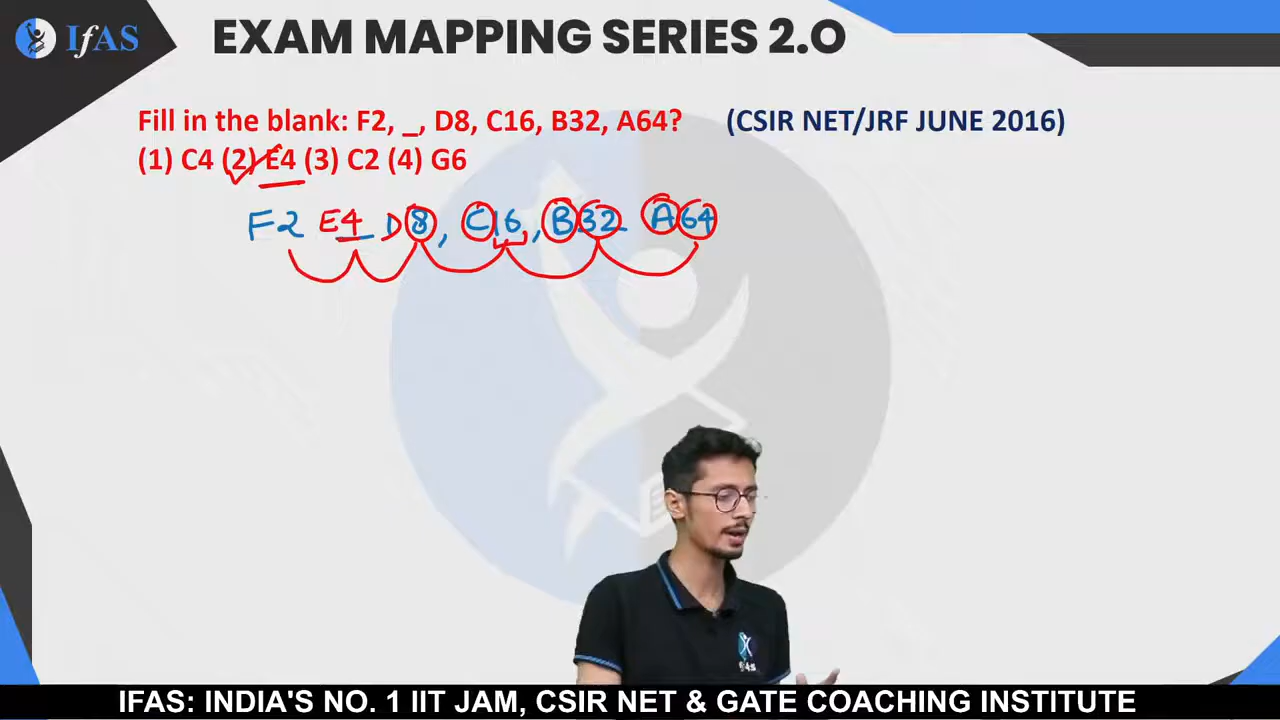 IfAS
EXAM MAPPING SERIES 2.O
Fill in the blank: F2, _, D8, C16, B32, A64? (CSIR NET/JRF JUNE 2016)
(1) C4 (2) E4 (3) C2 (4) G6
F2 E4 D8, C16, B32 A64
IFAS: INDIA'S NO. 1 IIT JAM, CSIR NET & GATE COACHING INSTITUTE